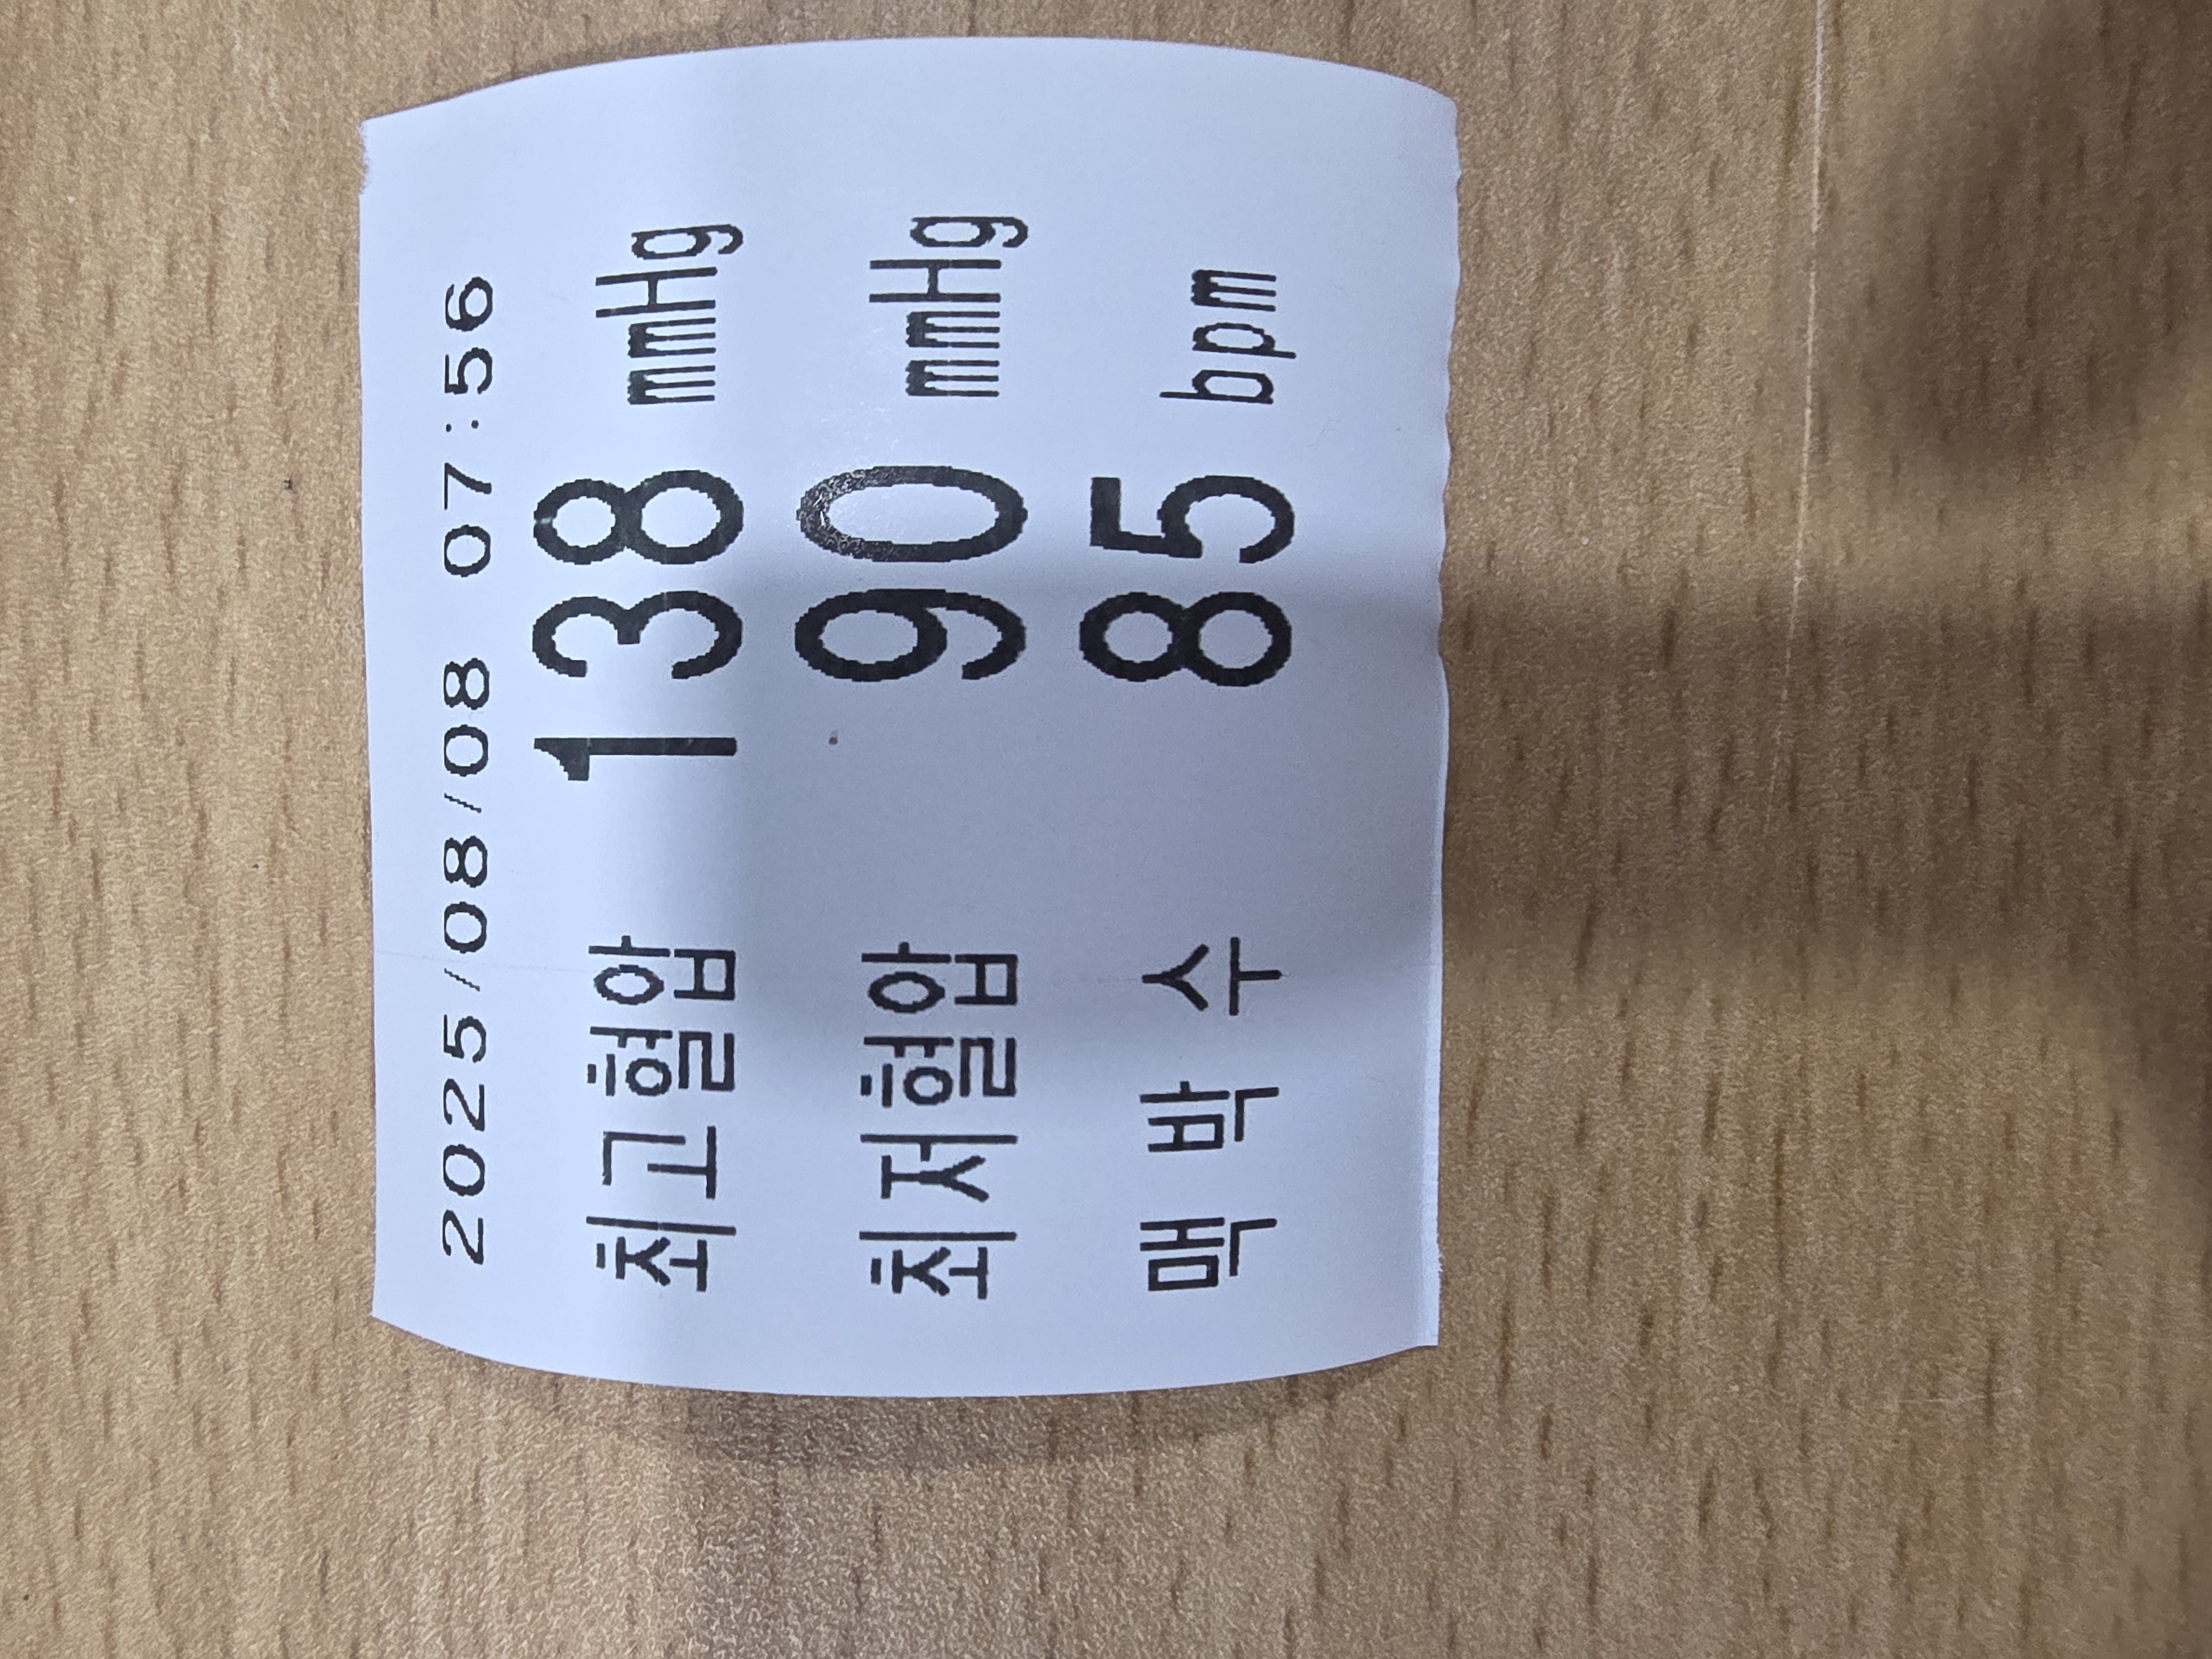 2025/08/08 07:56
최고혈압 138 mmHg
최저혈압 90 mmHg
맥 박 수 85 bpm